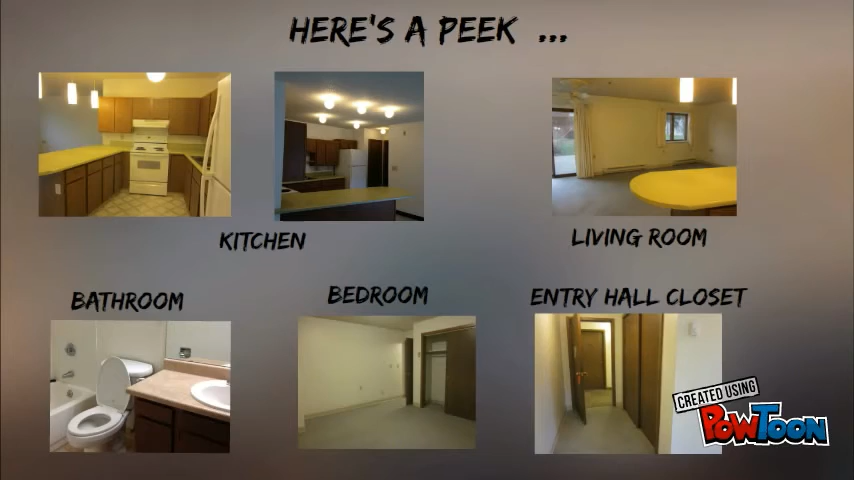 HERE'S A PEEK ...
KITCHEN
LIVING ROOM
BATHROOM
BEDROOM
ENTRY HALL CLOSET
CREATED USING
POWTOON